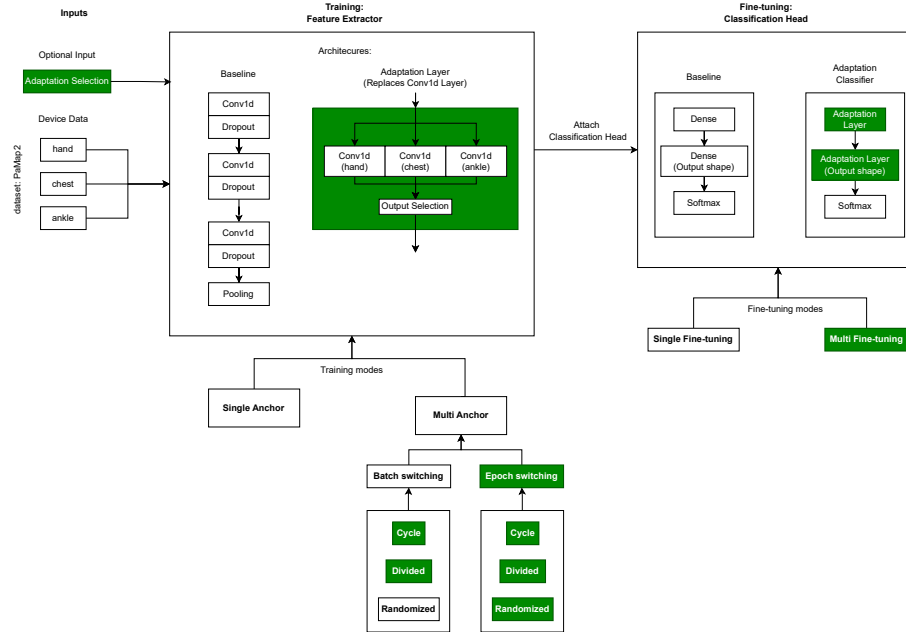 Inputs
Training:
Feature Extractor
Fine-tuning:
Classification Head
Optional Input
Adaptation Selection
Device Data
dataset: PaMap2
hand
chest
ankle
Architecures:
Baseline
Conv1d
Dropout
Conv1d
Dropout
Conv1d
Dropout
Pooling
Adaptation Layer
(Replaces Conv1d Layer)
Conv1d
(hand)
Conv1d
(chest)
Conv1d
(ankle)
Output Selection
Attach
Classification Head
Baseline
Dense
Dense
(Output shape)
Softmax
Adaptation
Classifier
Adaptation
Layer
Adaptation Layer
(Output shape)
Softmax
Fine-tuning modes
Single Fine-tuning
Multi Fine-tuning
Training modes
Single Anchor
Multi Anchor
Batch switching
Epoch switching
Cycle
Divided
Randomized
Cycle
Divided
Randomized